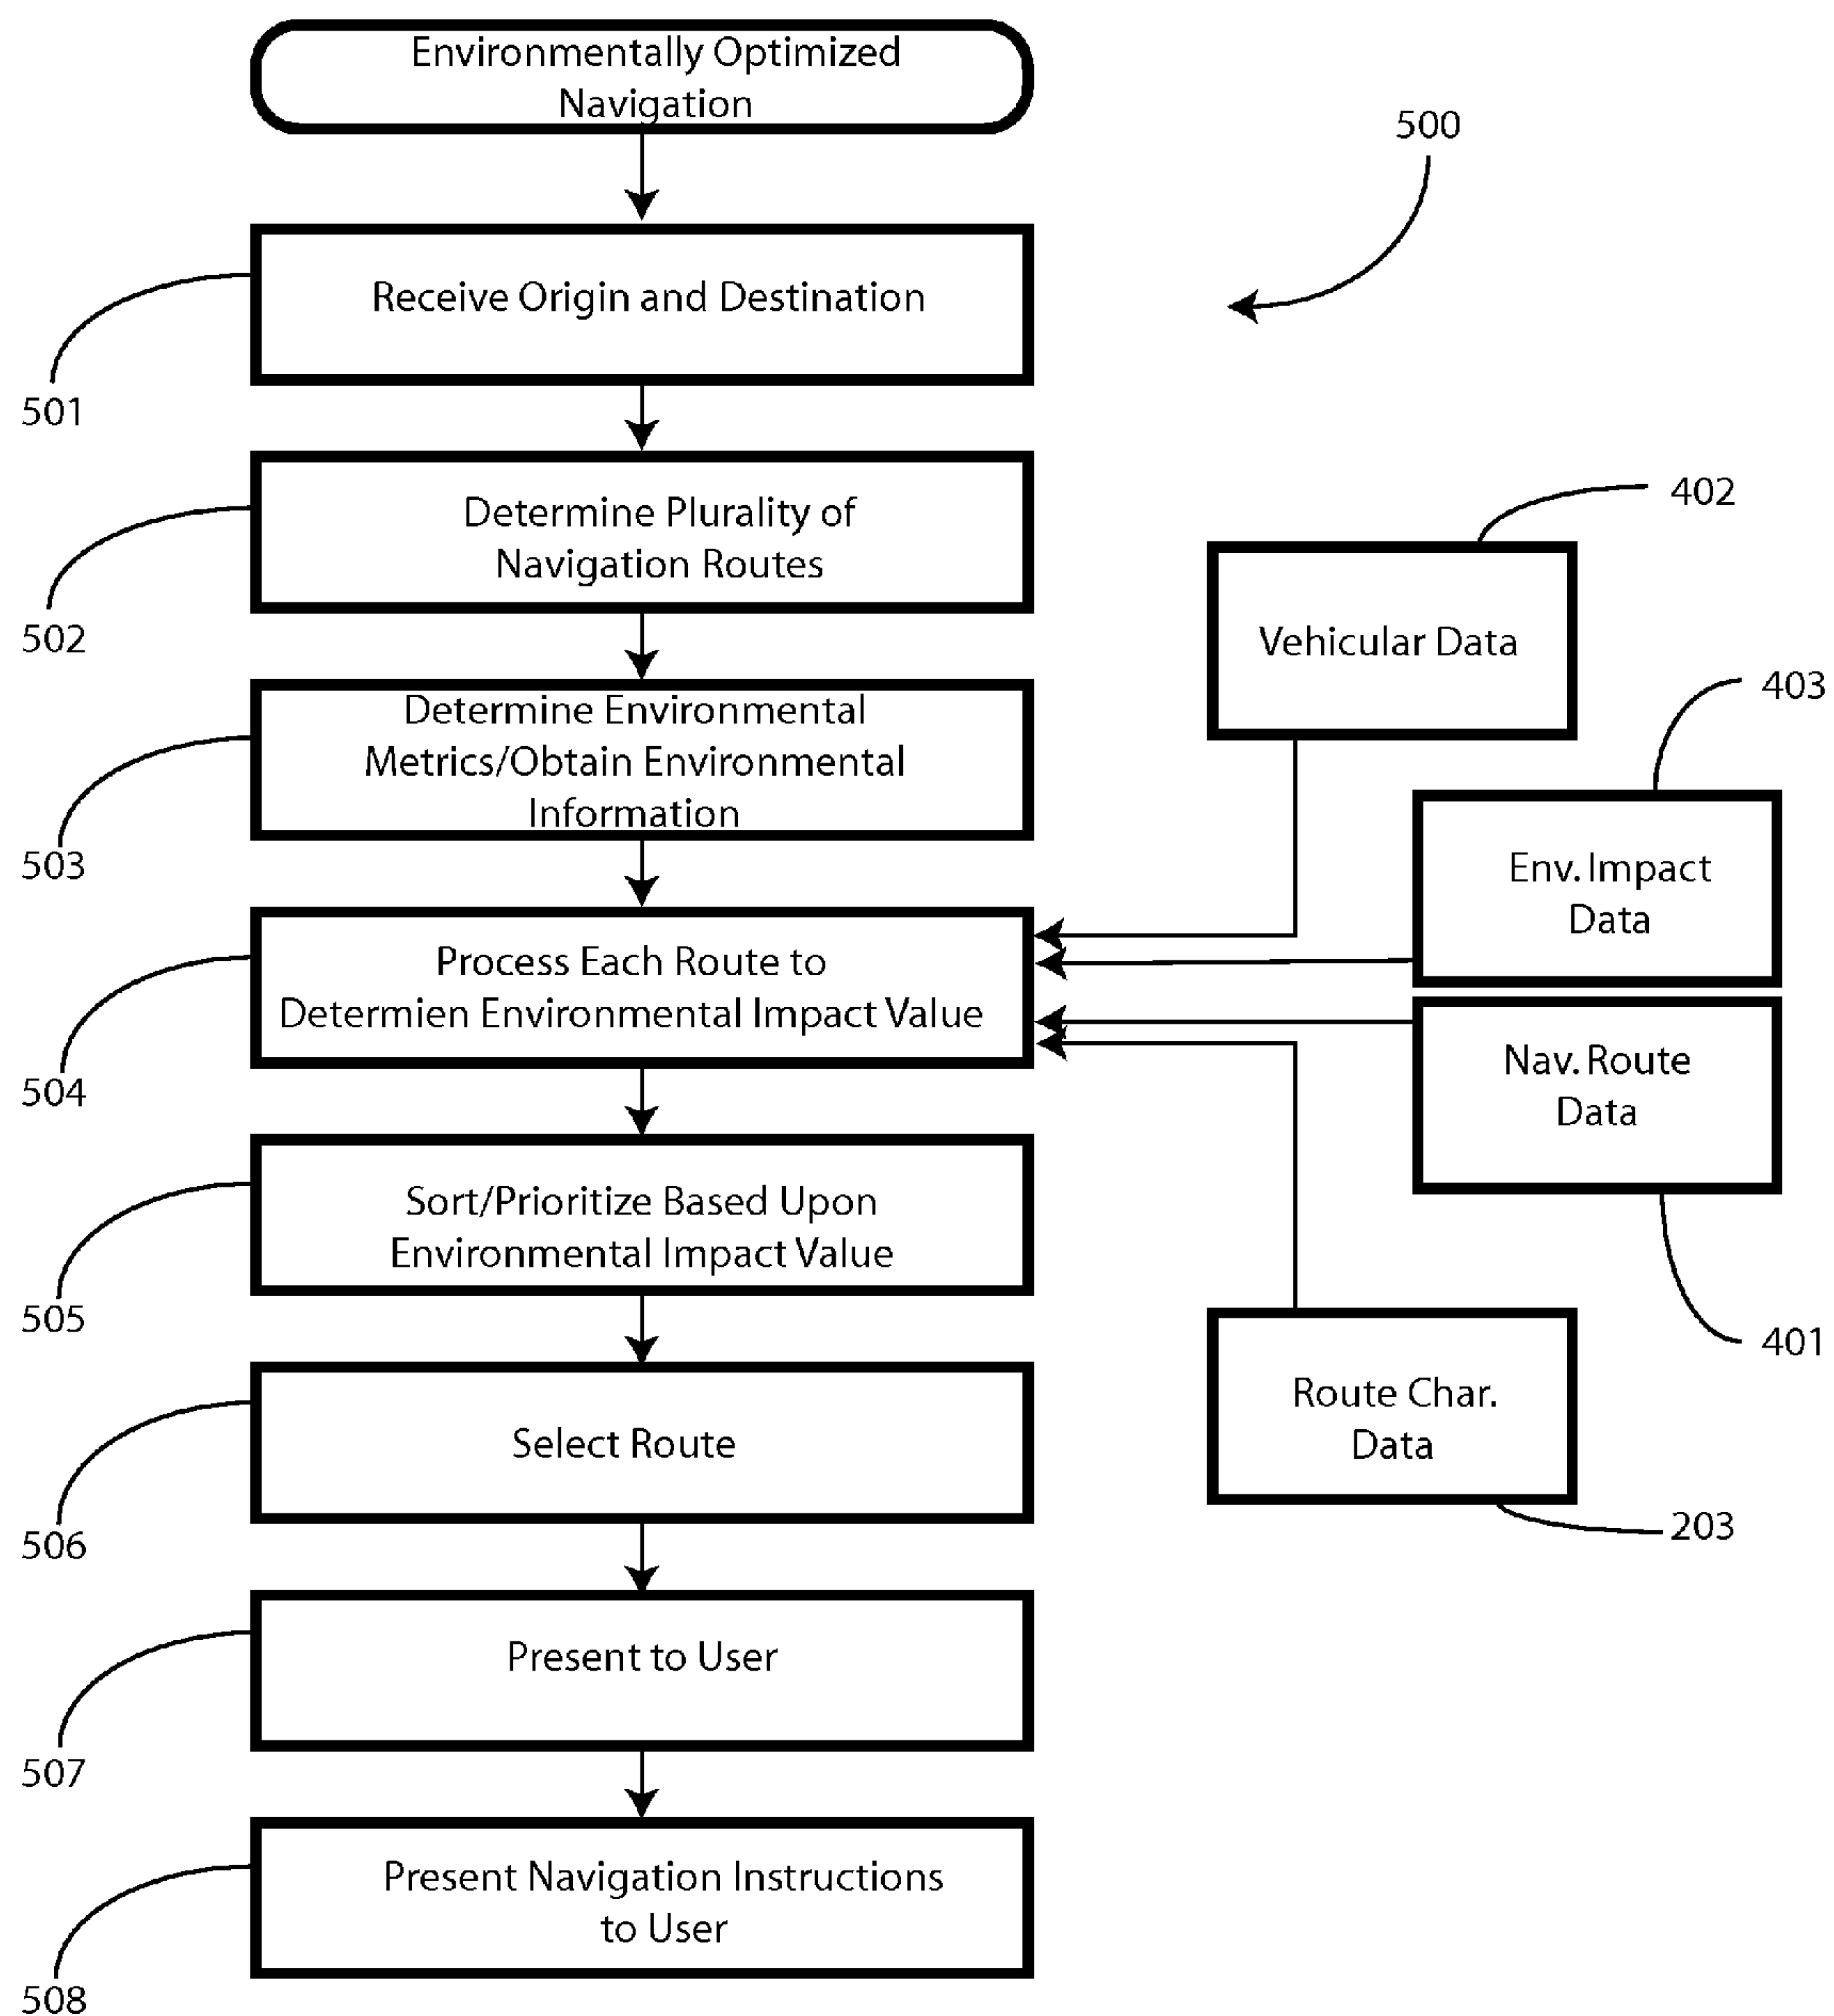 Environmentally Optimized
Navigation
500
Receive Origin and Destination
501
Determine Plurality of
Navigation Routes
502
402
Vehicular Data
Determine Environmental
Metrics/Obtain Environmental
Information
503
403
Env. Impact
Data
Process Each Route to
Determien Environmental Impact Value
504
Nav. Route
Data
401
Sort/Prioritize Based Upon
Environmental Impact Value
505
Route Char.
Data
203
Select Route
506
Present to User
507
Present Navigation Instructions
to User
508